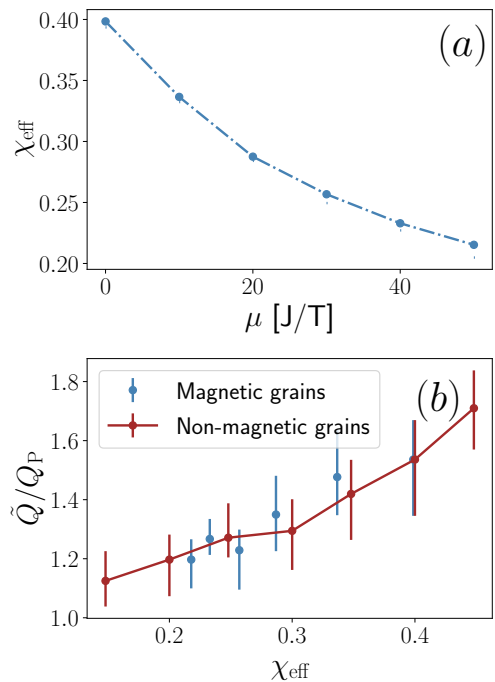 (a)
0.40
0.35
0.30
0.25
0.20
χeff
0 20 40
μ [J/T]
(b)
Magnetic grains
Non-magnetic grains
1.8
1.6
1.4
1.2
1.0
Q̃/QP
0.2 0.3 0.4
χeff